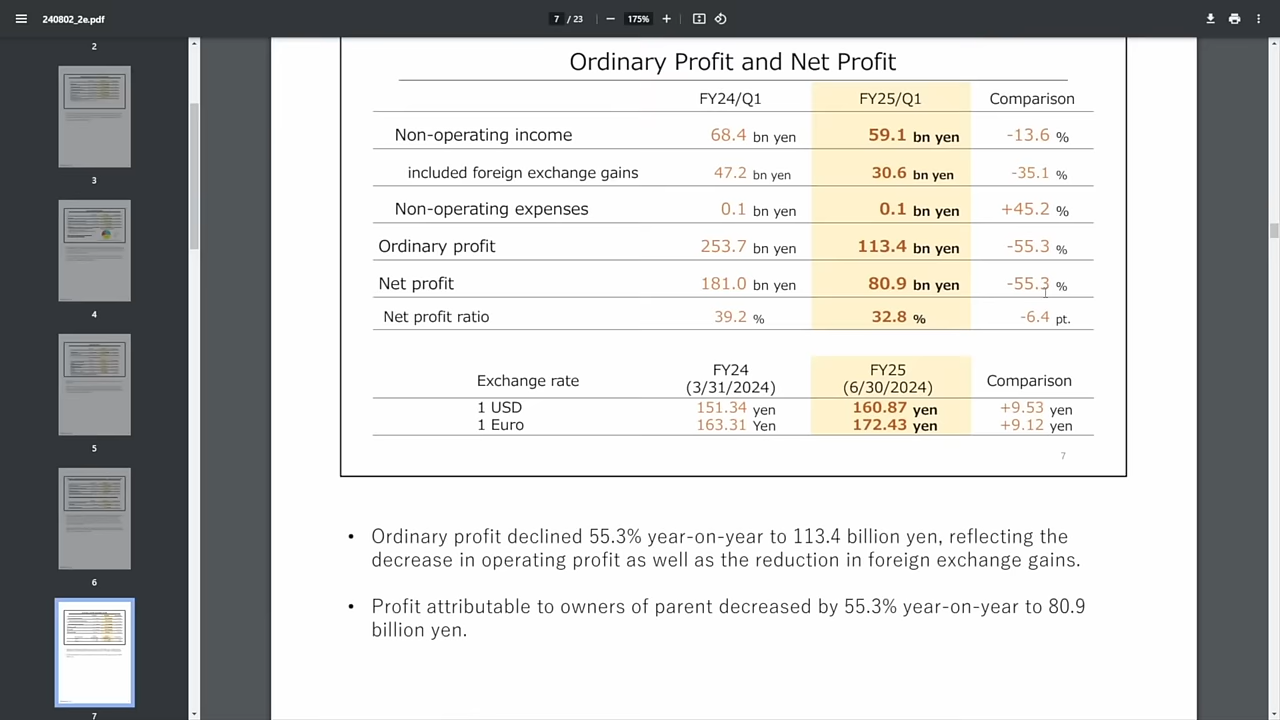 240802_2e.pdf
7 / 23
175%
2
3
4
5
6
7
Ordinary Profit and Net Profit
FY24/Q1 FY25/Q1 Comparison
Non-operating income 68.4 bn yen 59.1 bn yen -13.6 %
included foreign exchange gains 47.2 bn yen 30.6 bn yen -35.1 %
Non-operating expenses 0.1 bn yen 0.1 bn yen +45.2 %
Ordinary profit 253.7 bn yen 113.4 bn yen -55.3 %
Net profit 181.0 bn yen 80.9 bn yen -55.3 %
Net profit ratio 39.2 % 32.8 % -6.4 pt.
Exchange rate FY24 (3/31/2024) FY25 (6/30/2024) Comparison
1 USD 151.34 yen 160.87 yen +9.53 yen
1 Euro 163.31 Yen 172.43 yen +9.12 yen
7
• Ordinary profit declined 55.3% year-on-year to 113.4 billion yen, reflecting the
decrease in operating profit as well as the reduction in foreign exchange gains.
• Profit attributable to owners of parent decreased by 55.3% year-on-year to 80.9
billion yen.